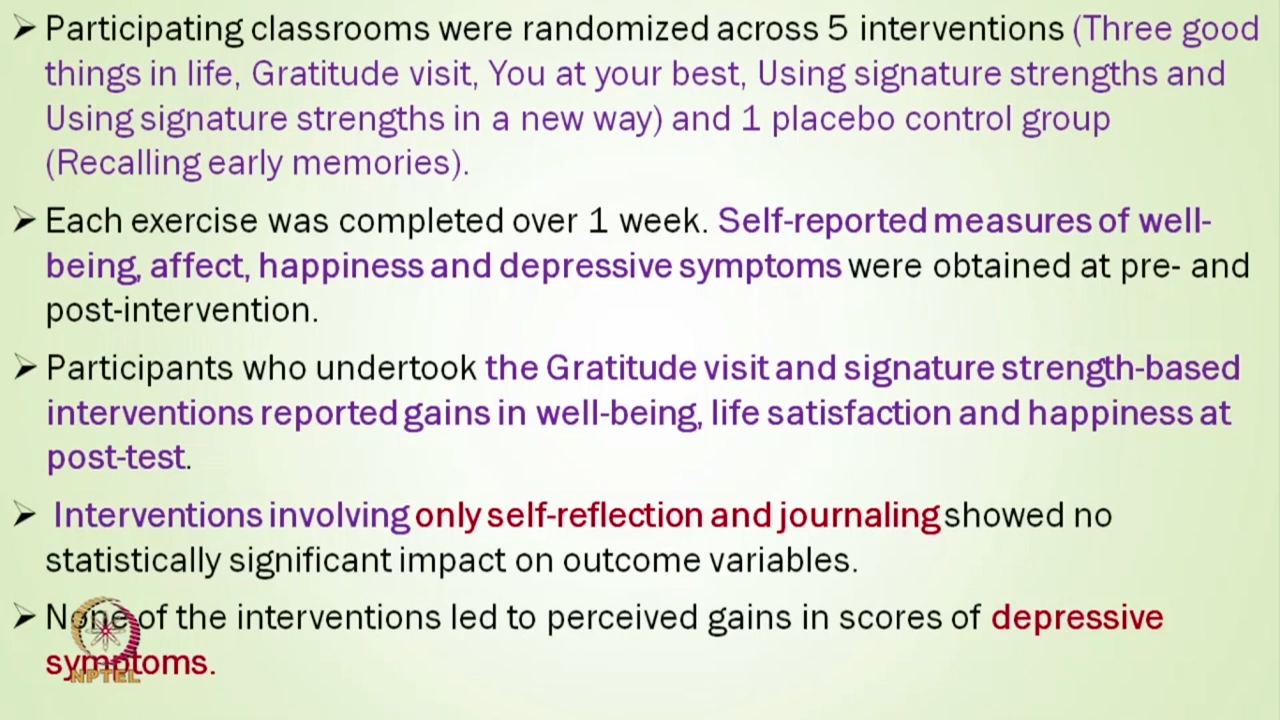 ➢ Participating classrooms were randomized across 5 interventions (Three good
things in life, Gratitude visit, You at your best, Using signature strengths and
Using signature strengths in a new way) and 1 placebo control group
(Recalling early memories).
➢ Each exercise was completed over 1 week. Self-reported measures of well-
being, affect, happiness and depressive symptoms were obtained at pre- and
post-intervention.
➢ Participants who undertook the Gratitude visit and signature strength-based
interventions reported gains in well-being, life satisfaction and happiness at
post-test.
➢ Interventions involving only self-reflection and journaling showed no
statistically significant impact on outcome variables.
➢ None of the interventions led to perceived gains in scores of depressive
symptoms.
NPTEL